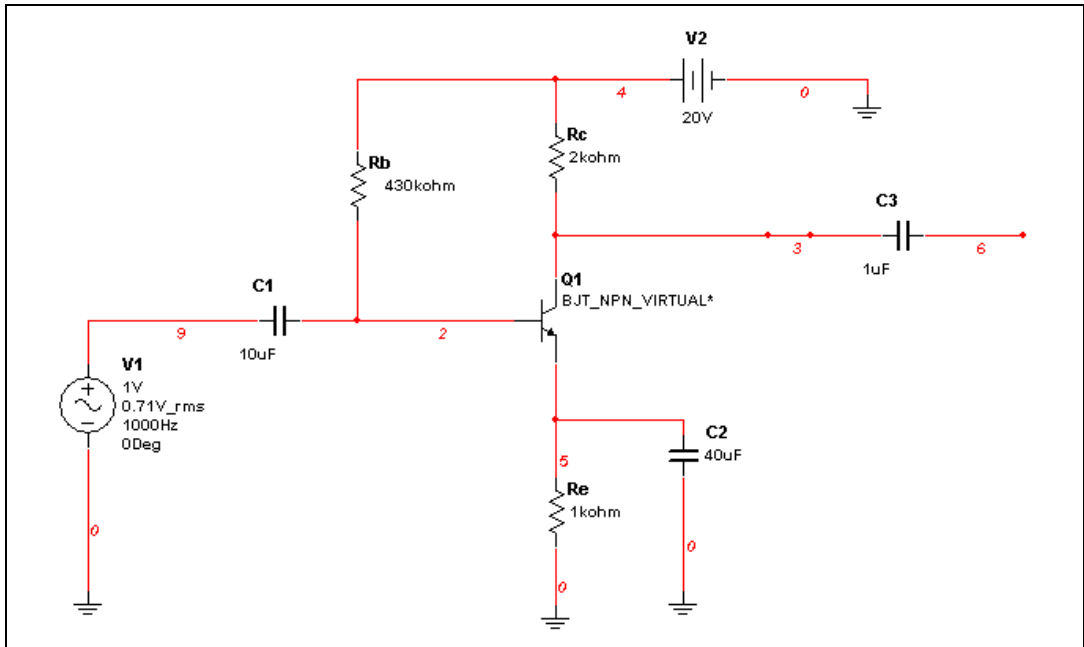 V2
4
0
20V
Rc
2kohm
Rb
430kohm
C3
3
6
1uF
Q1
BJT_NPN_VIRTUAL*
C1
9
2
10uF
V1
1V
0.71V_rms
1000Hz
0Deg
C2
40uF
5
Re
1kohm
0
0
0